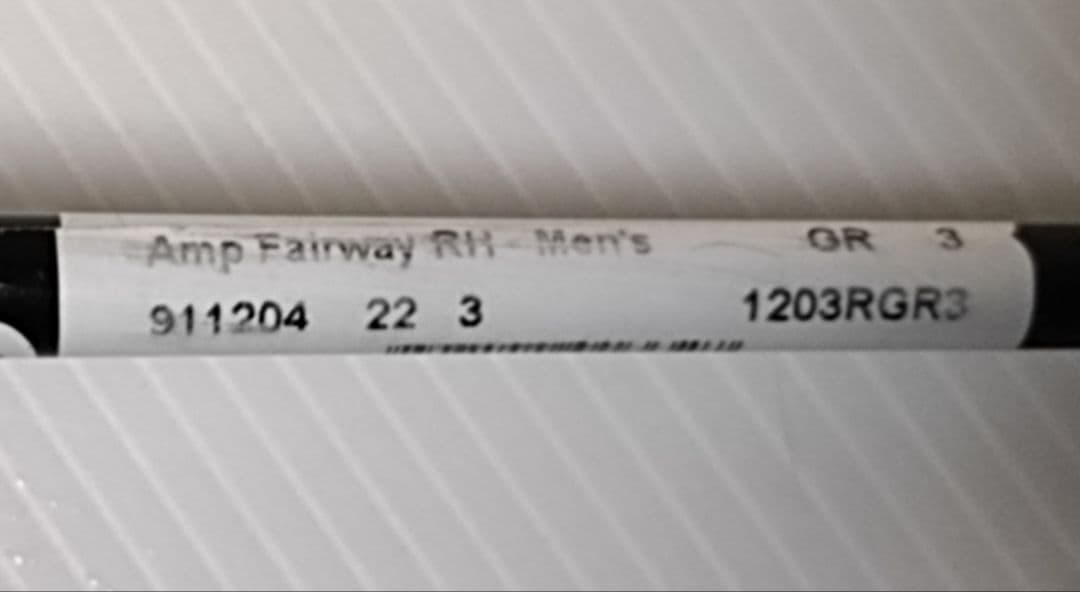 Amp Fairway RH - Men's GR 3
911204 22 3 1203RGR3